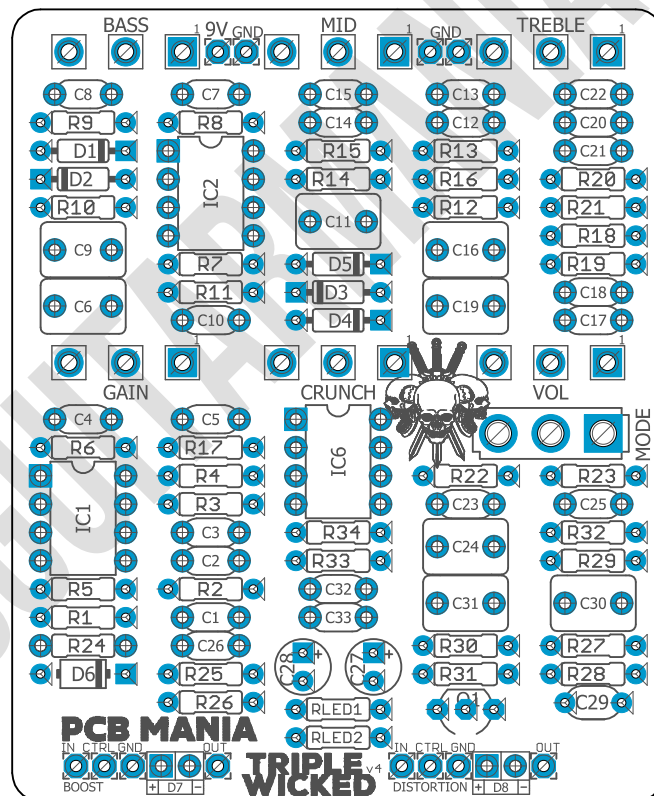 BASS 1 9V GND MID 1 GND TREBLE 1
C8 C7 C15 C13 C22
R9 R8 C14 C12 C20
D1 IC2 R15 R13 C21
D2 R14 R16 R20
R10 C11 R12 R21
C9 C16 R18
R7 D5 R19
C6 R11 D3 C19 C18
C10 D4 C17
1 1 1
GAIN CRUNCH VOL
C4 C5 IC6 MODE
R6 R17
IC1 R4 R22 R23
R3 C23 C25
C3 R34 C24 R32
C2 R33 R29
R5 R2 C32 C31 C30
R1 C1 C33
R24 C26 C28 + C27 + R30 R27
D6 R25 R31 R28
R26 RLED1 Q1 C29
PCB MANIA
RLED2
IN CTRL GND OUT TRIPLE v4 IN CTRL GND OUT
BOOST + D7 - WICKED DISTORTION + D8 -
GUITARMANIA